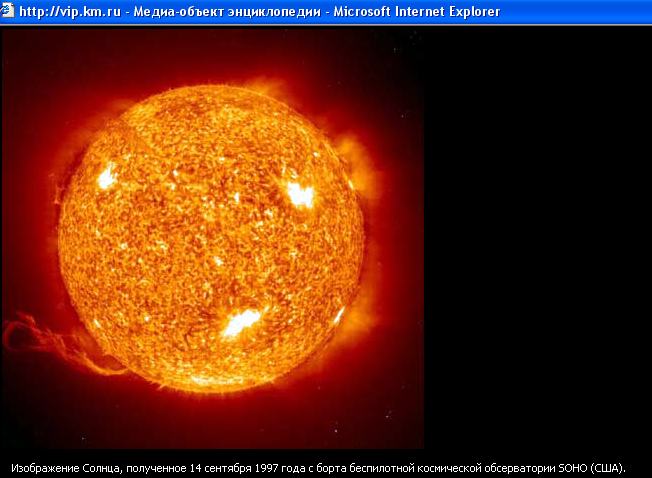 http://vip.km.ru - Медиа-объект энциклопедии - Microsoft Internet Explorer
Изображение Солнца, полученное 14 сентября 1997 года с борта беспилотной космической обсерватории SOHO (США).